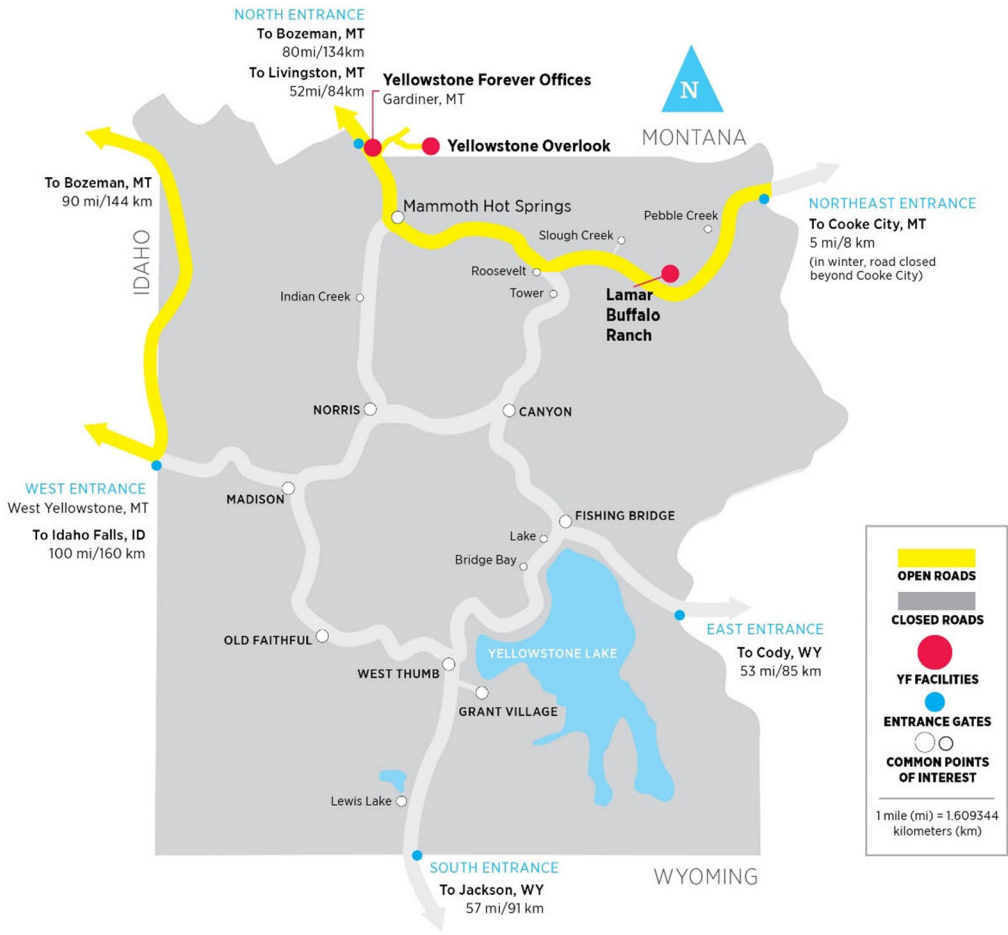 NORTH ENTRANCE
To Bozeman, MT
80mi/134km
To Livingston, MT
52mi/84km
Yellowstone Forever Offices
Gardiner, MT
N
MONTANA
Yellowstone Overlook
To Bozeman, MT
90 mi/144 km
IDAHO
Mammoth Hot Springs
Pebble Creek
Slough Creek
NORTHEAST ENTRANCE
To Cooke City, MT
5 mi/8 km
(in winter, road closed
beyond Cooke City)
Roosevelt
Tower
Indian Creek
Lamar
Buffalo
Ranch
NORRIS
CANYON
WEST ENTRANCE
West Yellowstone, MT
To Idaho Falls, ID
100 mi/160 km
MADISON
FISHING BRIDGE
Lake
Bridge Bay
OLD FAITHFUL
WEST THUMB
YELLOWSTONE LAKE
GRANT VILLAGE
EAST ENTRANCE
To Cody, WY
53 mi/85 km
Lewis Lake
SOUTH ENTRANCE
To Jackson, WY
57 mi/91 km
WYOMING
OPEN ROADS
CLOSED ROADS
YF FACILITIES
ENTRANCE GATES
COMMON POINTS
OF INTEREST
1 mile (mi) = 1.609344
kilometers (km)